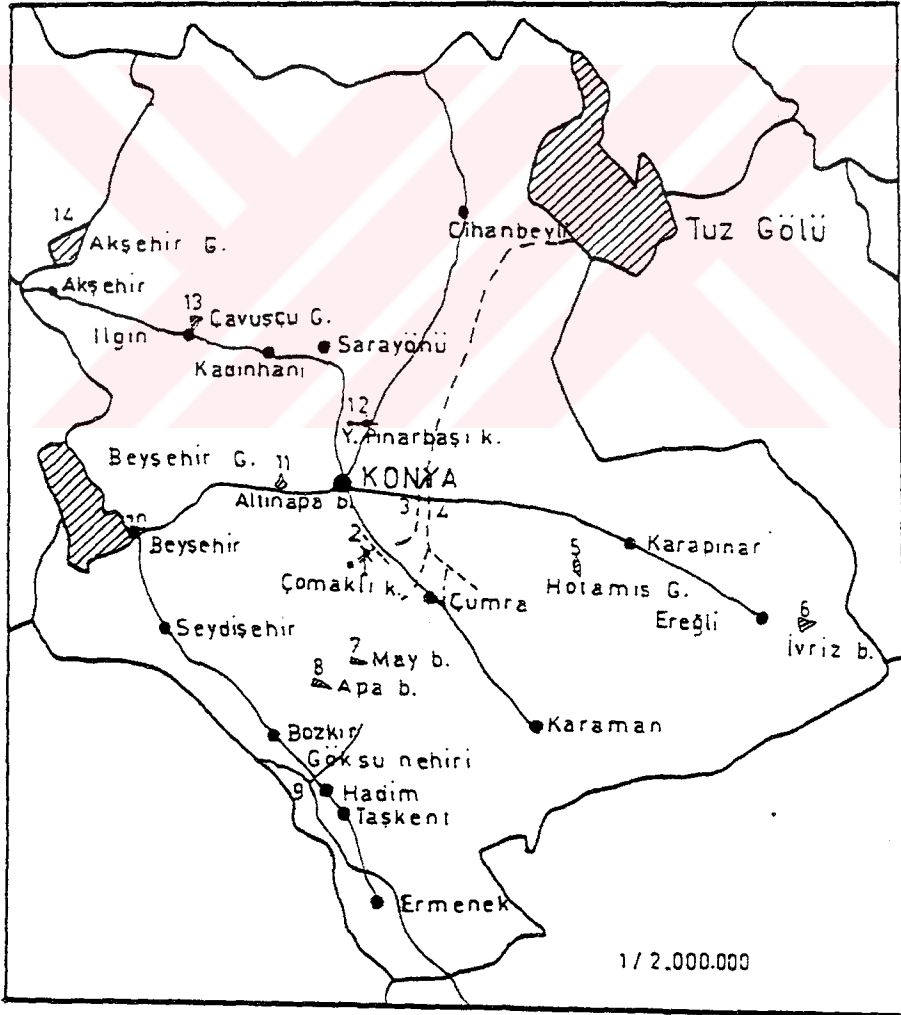 14
Akşehir G.
Cihanbeyli
Tuz Gölü
Akşehir
13
Çavuşçu G.
Ilgın
Sarayönü
Kadınhanı
12
Y. Pınarbaşı k.
Beyşehir G.
11
KONYA
Altınapa b.
3
4
Beyşehir
2
Karapınar
5
Çomaklı k.
Hotamış G.
Çumra
Ereğli
6
İvriz b.
Seydişehir
7
May b.
8
Apa b.
Bozkır
Karaman
Göksu nehiri
9
Hadim
Taşkent
Ermenek
1/2.000.000